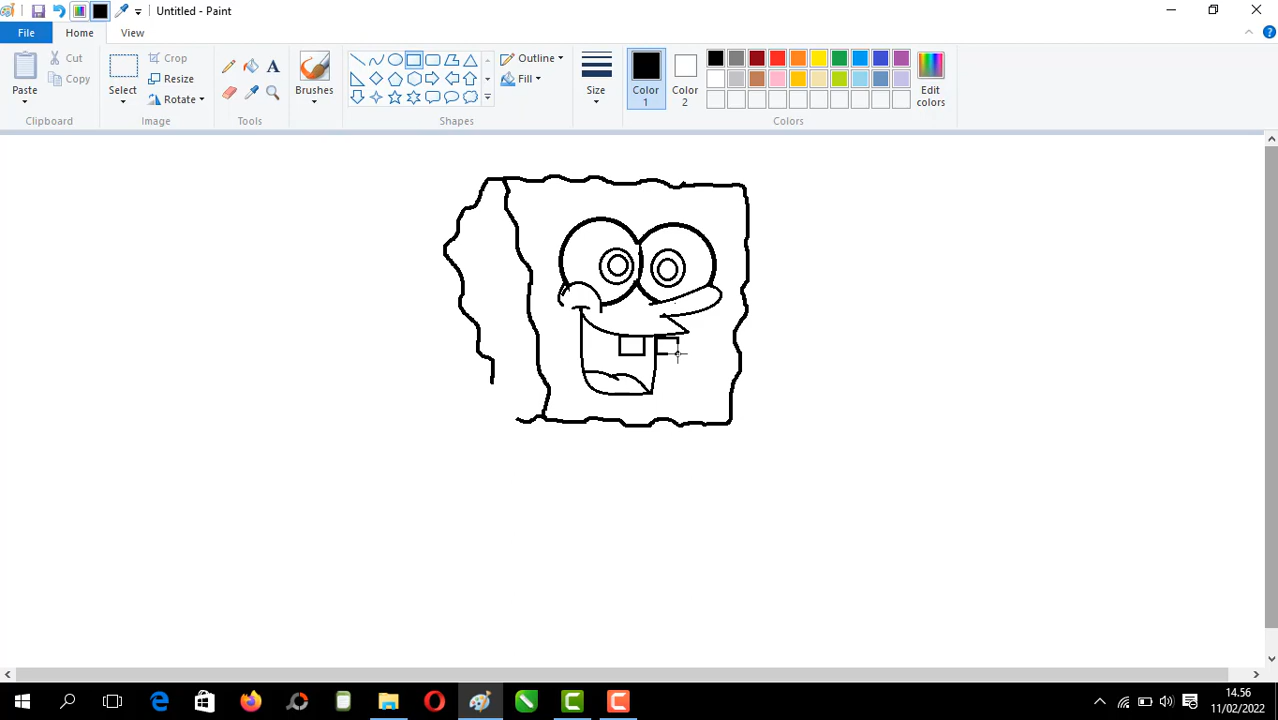 Untitled - Paint
File
Home
View
Paste
Cut
Copy
Clipboard
Select
Crop
Resize
Rotate
Image
A
Tools
Brushes
Shapes
Outline
Fill
Size
Color
1
Color
2
Edit
colors
Colors
14.56
11/02/2022